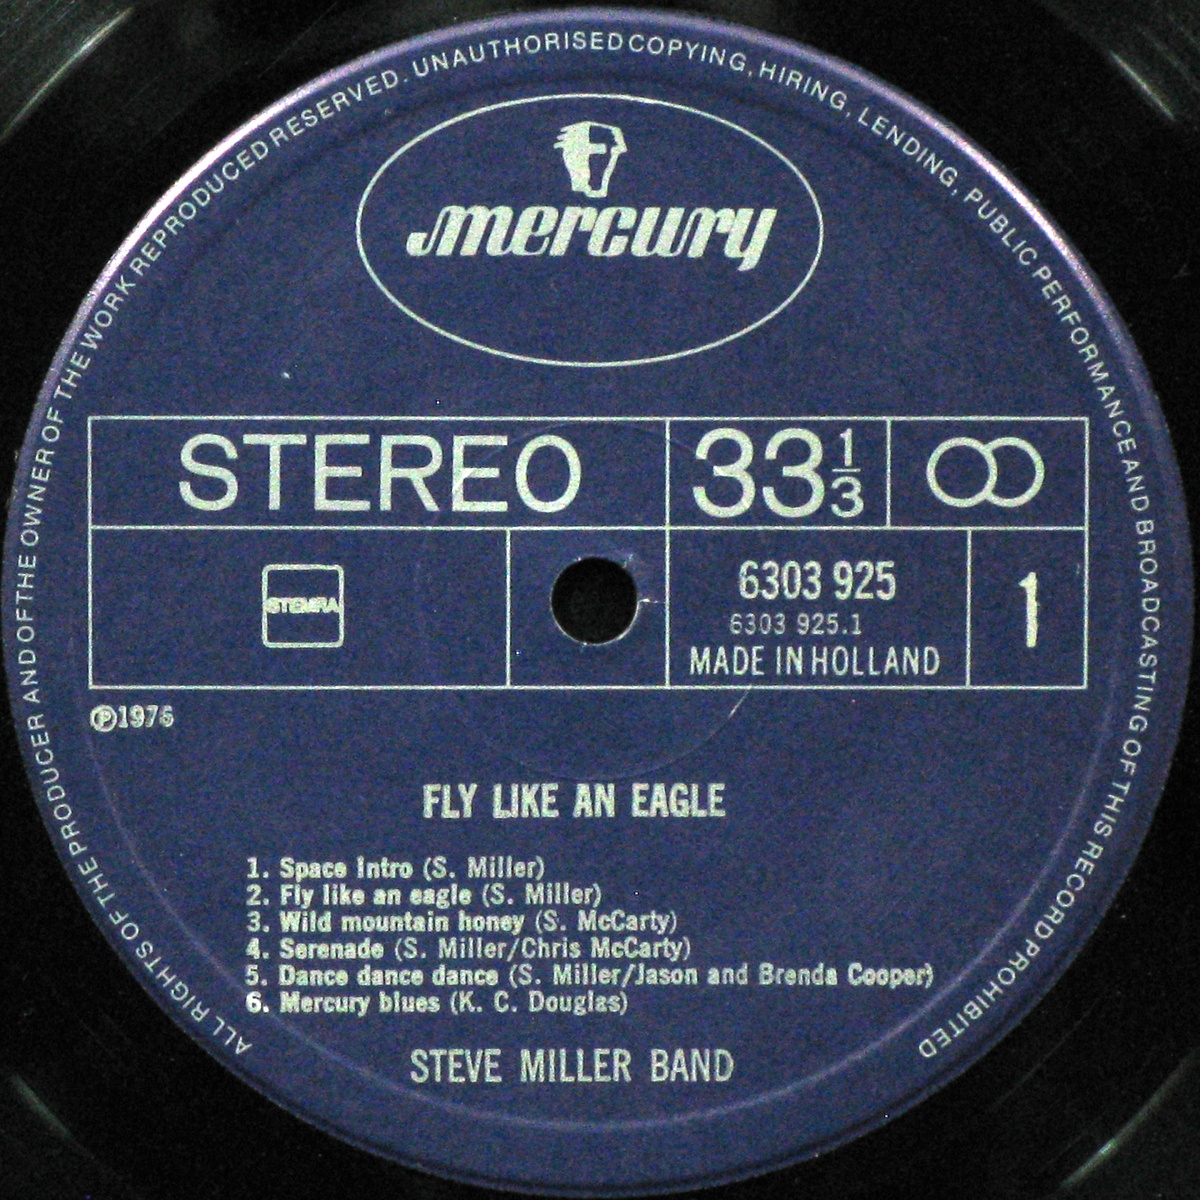 ALL RIGHTS OF THE PRODUCER AND OF THE OWNER OF THE WORK REPRODUCED RESERVED. UNAUTHORISED COPYING, HIRING, LENDING, PUBLIC PERFORMANCE AND BROADCASTING OF THIS RECORD PROHIBITED
mercury
STEREO 33 1/3
STEMRA
6303 925
6303 925.1
MADE IN HOLLAND
1
Ⓟ1976
FLY LIKE AN EAGLE
1. Space Intro (S. Miller)
2. Fly like an eagle (S. Miller)
3. Wild mountain honey (S. McCarty)
4. Serenade (S. Miller/Chris McCarty)
5. Dance dance dance (S. Miller/Jason and Brenda Cooper)
6. Mercury blues (K. C. Douglas)
STEVE MILLER BAND